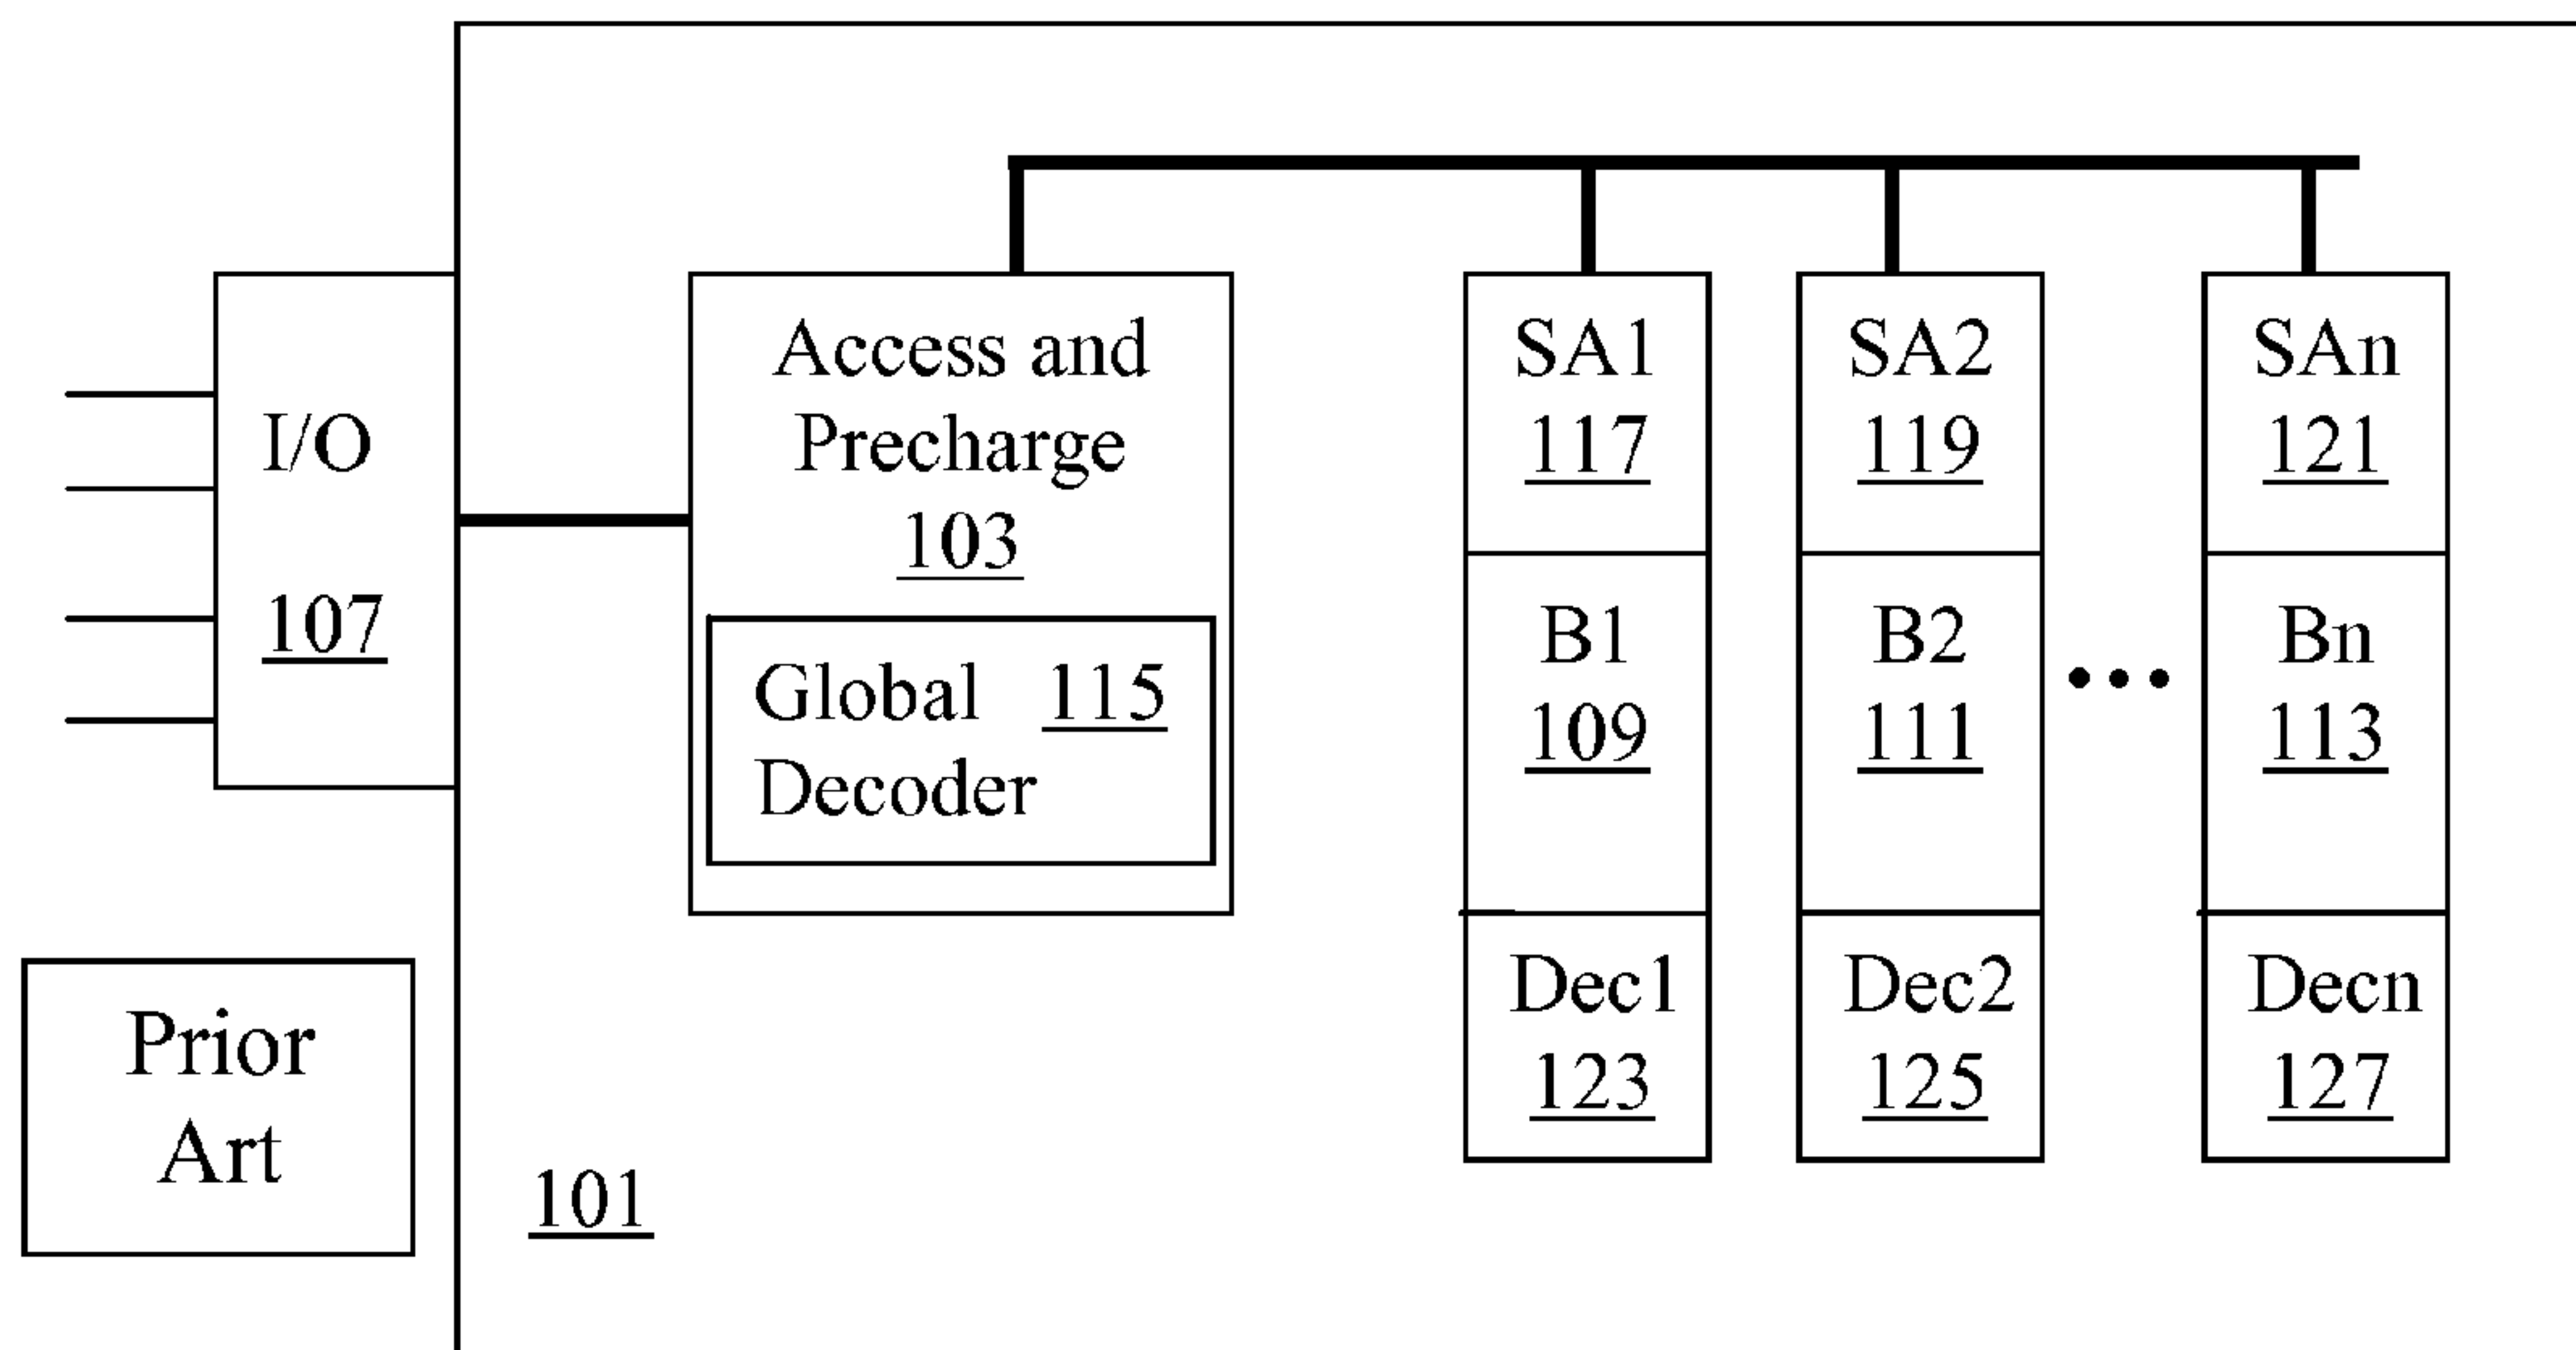 I/O
107
Access and
Precharge
103
Global 115
Decoder
SA1
117
B1
109
Dec1
123
SA2
119
B2
111
Dec2
125
SAn
121
Bn
113
Decn
127
Prior
Art
101